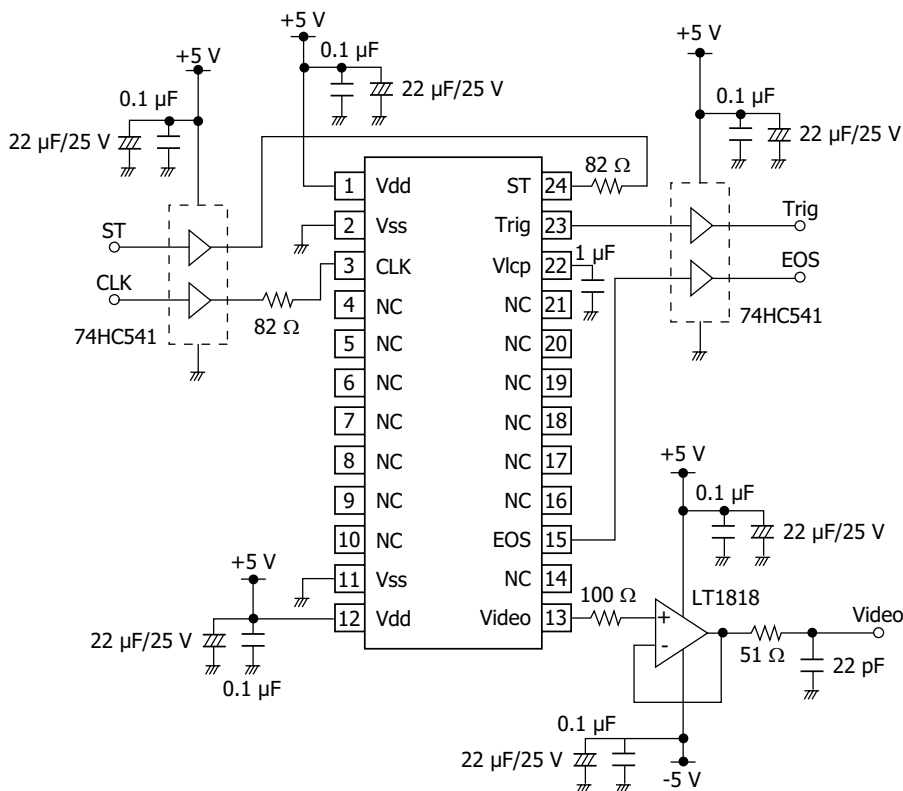 +5 V
+5 V
+5 V
0.1 µF
22 µF/25 V
0.1 µF
22 µF/25 V
0.1 µF
22 µF/25 V
ST
CLK
74HC541
82 Ω
1 Vdd
2 Vss
3 CLK
4 NC
5 NC
6 NC
7 NC
8 NC
9 NC
10 NC
11 Vss
12 Vdd
ST 24
Trig 23
Vlcp 22
NC 21
NC 20
NC 19
NC 18
NC 17
NC 16
EOS 15
NC 14
Video 13
82 Ω
1 µF
Trig
EOS
74HC541
+5 V
22 µF/25 V
0.1 µF
+5 V
0.1 µF
22 µF/25 V
100 Ω
LT1818
+
-
51 Ω
Video
22 pF
0.1 µF
22 µF/25 V
-5 V